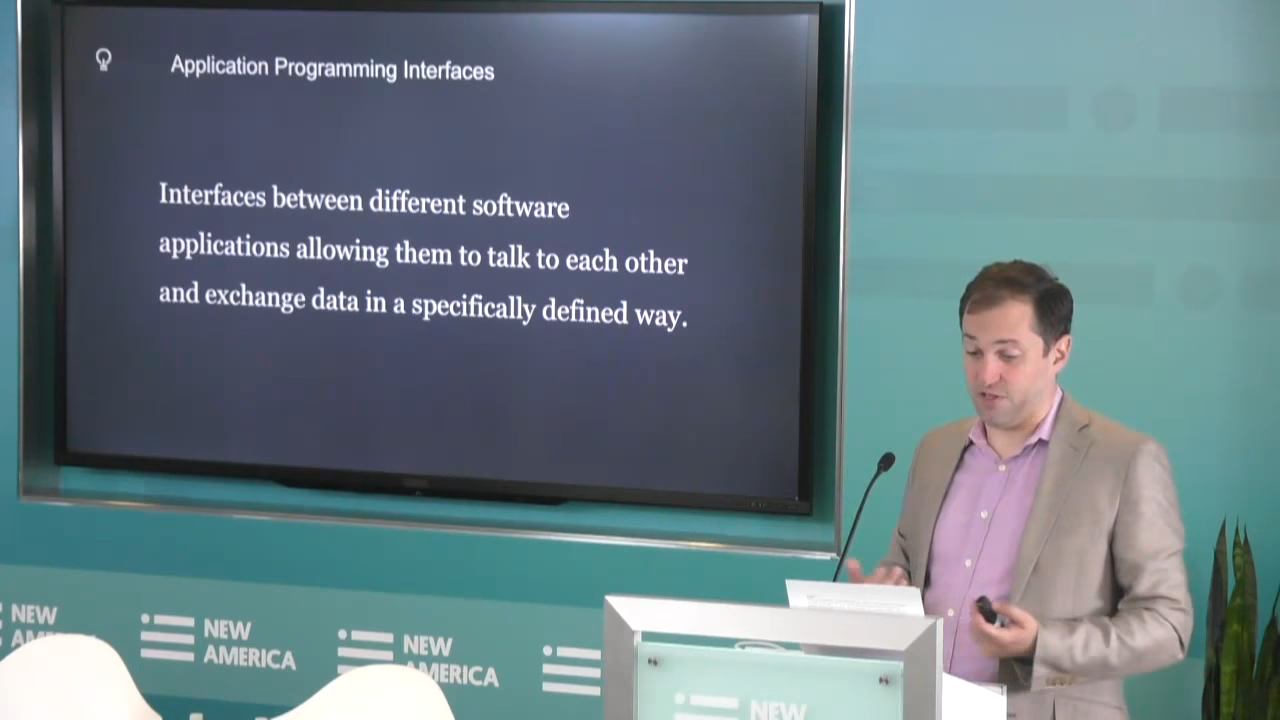 Application Programming Interfaces
Interfaces between different software
applications allowing them to talk to each other
and exchange data in a specifically defined way.
NEW
AMERICA
NEW
AMERICA
NEW
AMERICA
NEW